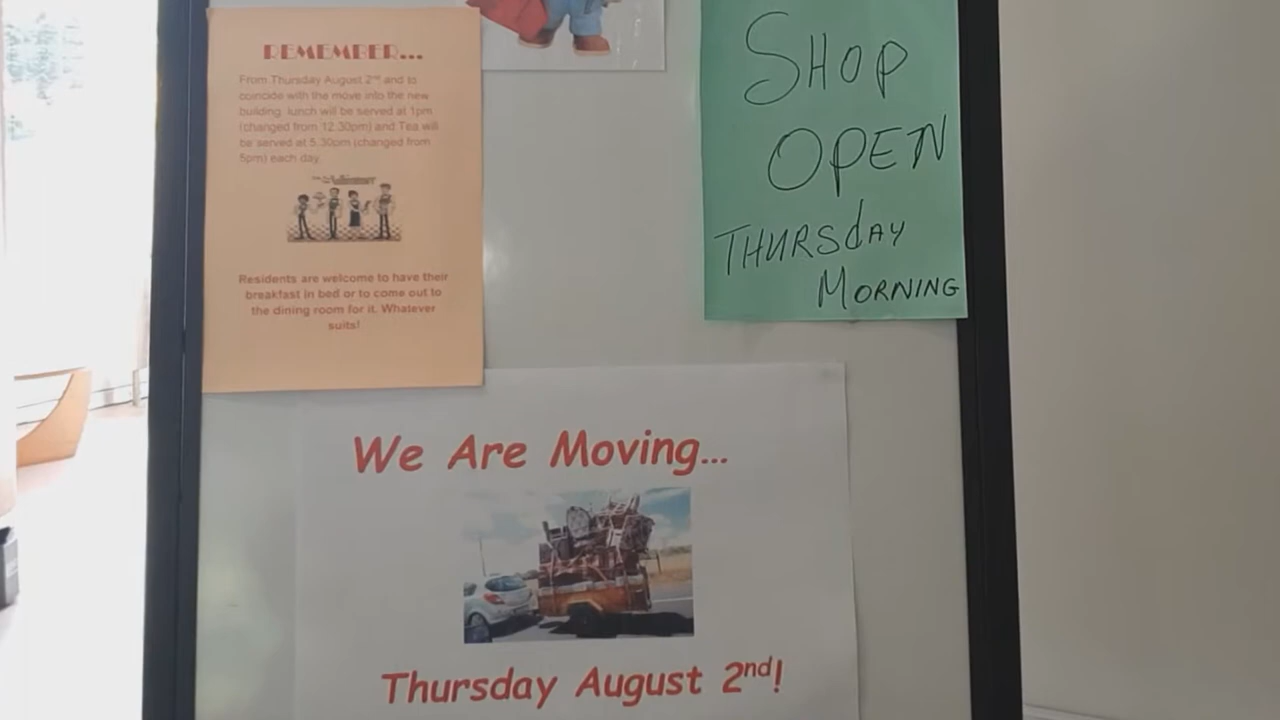 REMEMBER...
From Thursday August 2nd and to
coincide with the move into the new
building, lunch will be served at 1pm
(changed from 12.30pm) and Tea will
be served at 5.30pm (changed from
5pm) each day.
Residents are welcome to have their
breakfast in bed or to come out to
the dining room for it. Whatever
suits!
SHOP
OPEN
THURSdAY
MORNING
We Are Moving...
Thursday August 2nd!